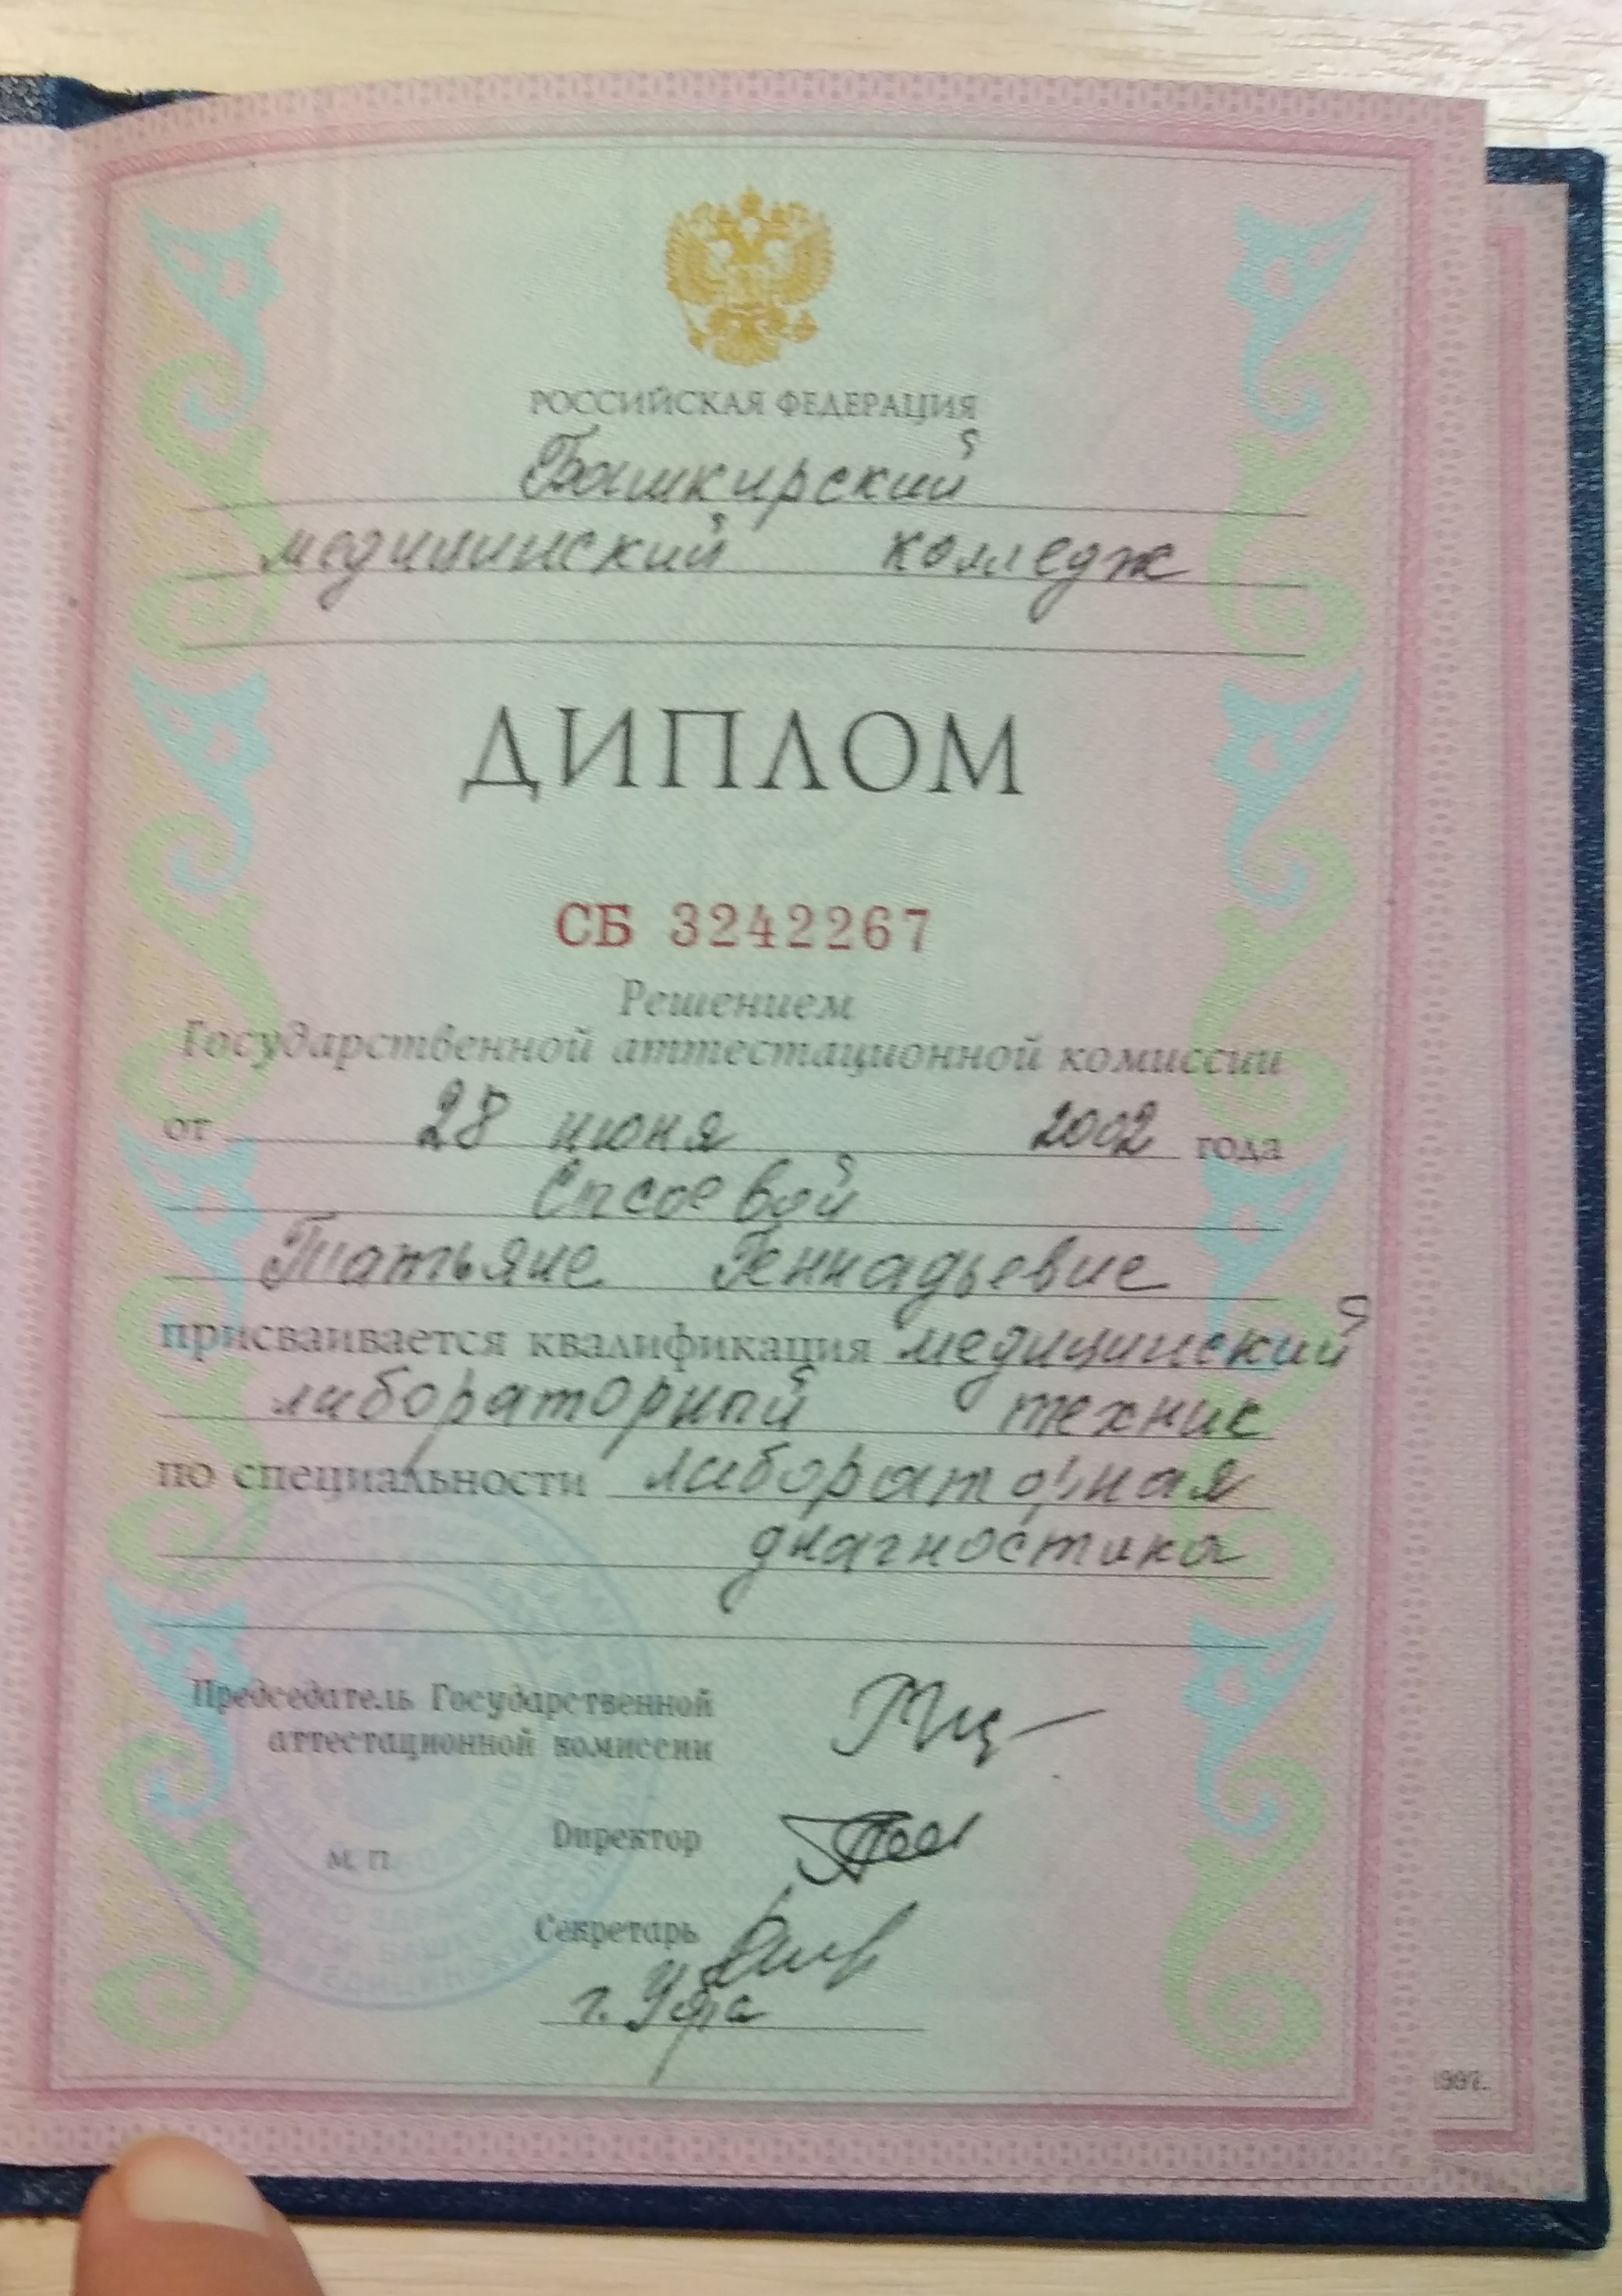 РОССИЙСКАЯ ФЕДЕРАЦИЯ
Башкирский
медицинский колледж
ДИПЛОМ
СБ 3242267
Решением
Государственной аттестационной комиссии
от 28 июня 2002 года
Татьяне Геннадьевне
присваивается квалификация медицинский
лабораторный техник
по специальности лабораторная
диагностика
Председатель Государственной
аттестационной комиссии
Директор
М. П.
Секретарь
г. Уфа